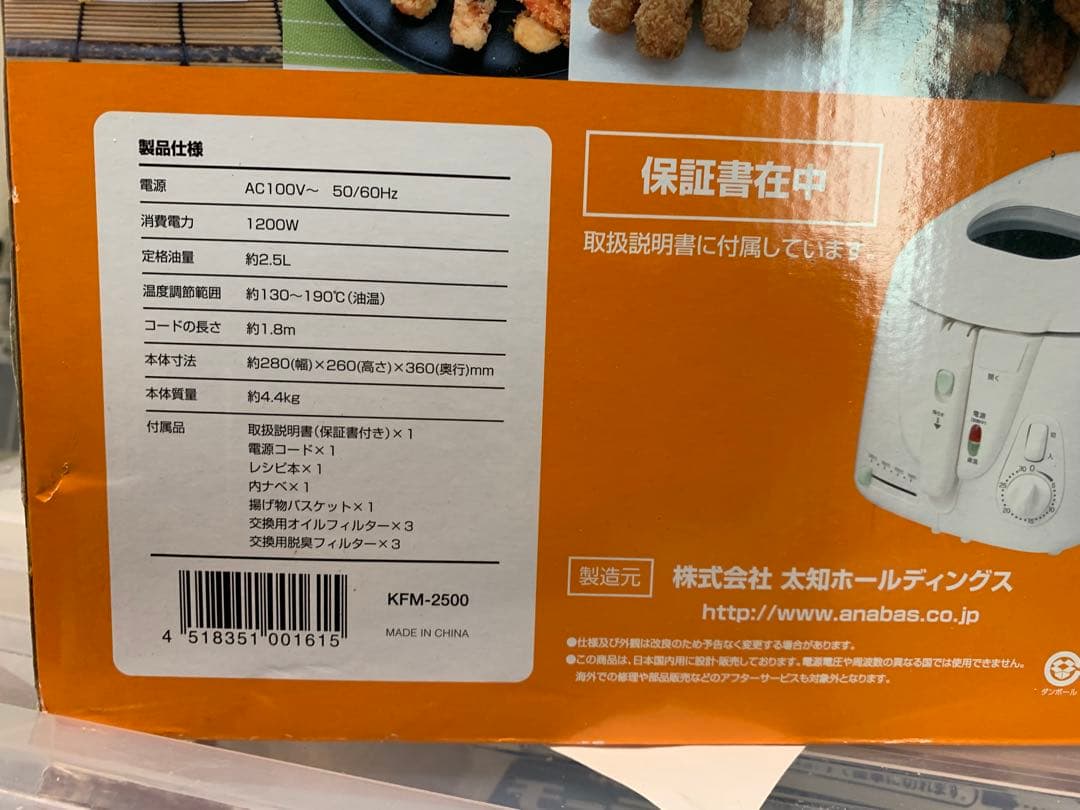 製品仕様
電源 AC100V〜 50/60Hz
消費電力 1200W
定格油量 約2.5L
温度調節範囲 約130〜190℃(油温)
コードの長さ 約1.8m
本体寸法 約280(幅)×260(高さ)×360(奥行)mm
本体質量 約4.4kg
付属品 取扱説明書(保証書付き)×1
電源コード×1
レシピ本×1
内ナベ×1
揚げ物バスケット×1
交換用オイルフィルター×3
交換用脱臭フィルター×3
4 518351 001615
KFM-2500
MADE IN CHINA
保証書在中
取扱説明書に付属しています。
開く
電源
切
入
製造元 株式会社 太知ホールディングス
http://www.anabas.co.jp
●仕様及び外観は改良のため予告なく変更する場合があります。
●この商品は、日本国内用に設計・販売しております。電源電圧や周波数の異なる国では使用できません。
海外での修理や部品販売などのアフターサービスも対象外となります。
ダンボール